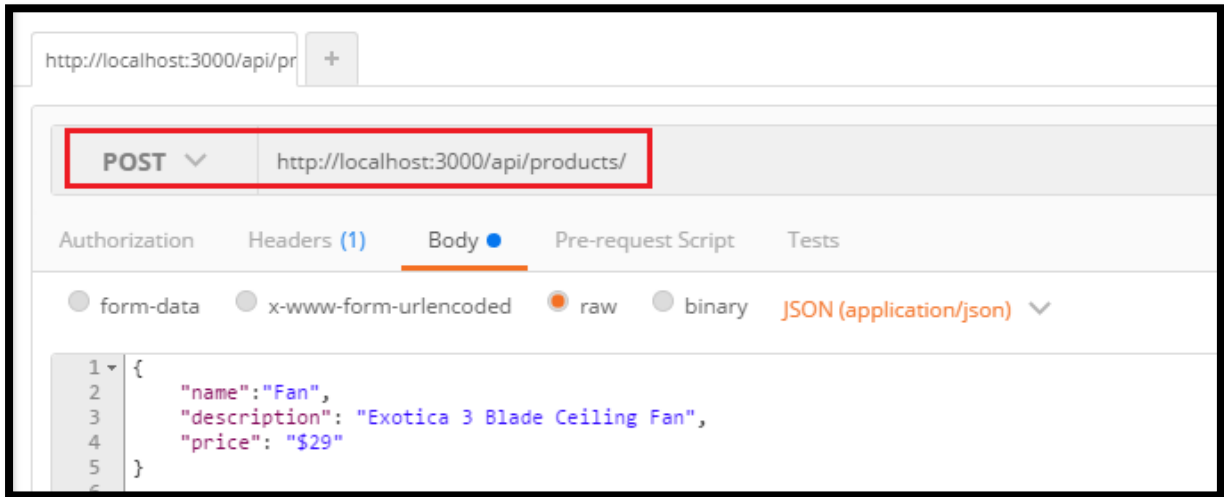 http://localhost:3000/api/pr +
POST http://localhost:3000/api/products/
Authorization Headers (1) Body Pre-request Script Tests
form-data x-www-form-urlencoded raw binary JSON (application/json)
1 {
2 "name":"Fan",
3 "description": "Exotica 3 Blade Ceiling Fan",
4 "price": "$29"
5 }